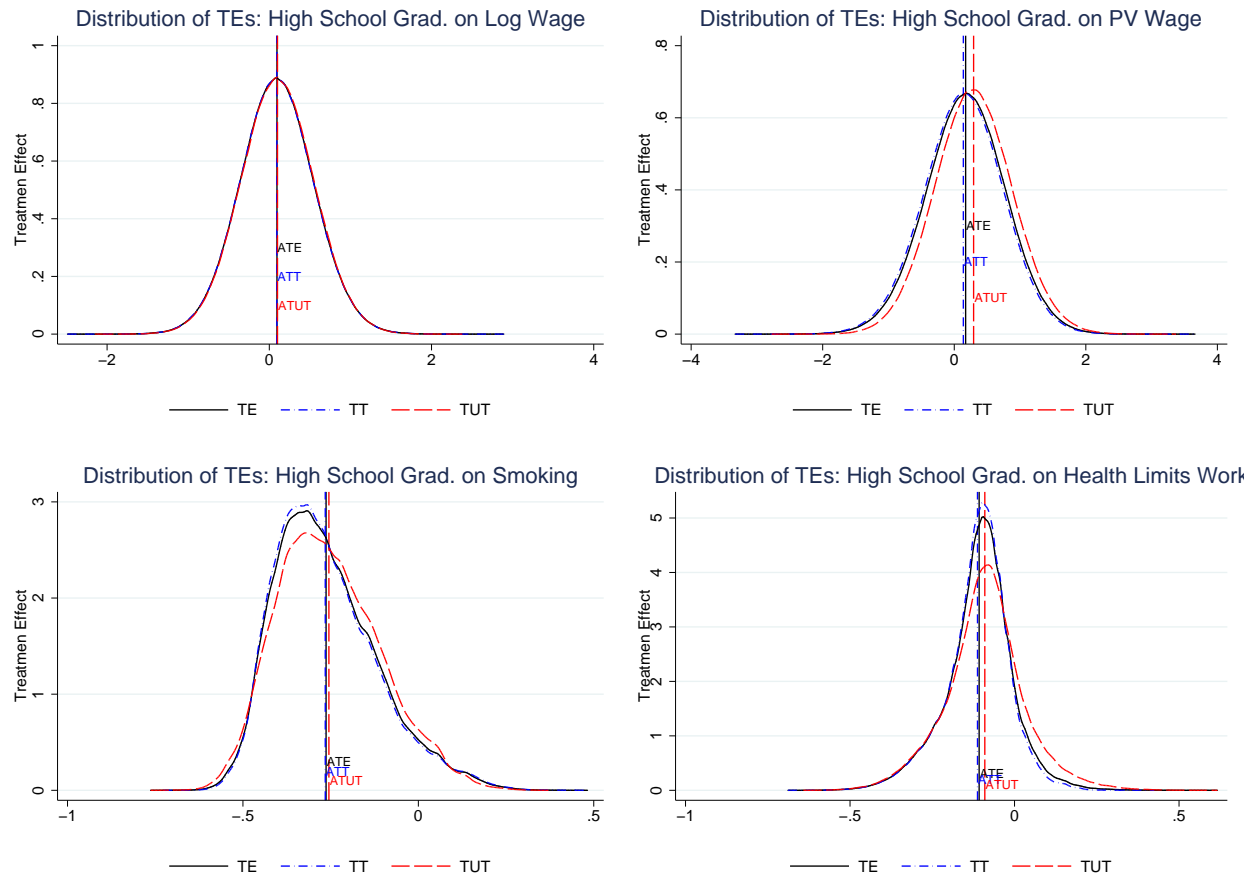 Distribution of TEs: High School Grad. on Log Wage
1
.8
.6
.4
.2
0
Treatmen Effect
ATE
ATT
ATUT
−2 0 2 4
TE TT TUT
Distribution of TEs: High School Grad. on PV Wage
.8
.6
.4
.2
0
Treatmen Effect
ATE
ATT
ATUT
−4 −2 0 2 4
TE TT TUT
Distribution of TEs: High School Grad. on Smoking
3
2
1
0
Treatmen Effect
ATE
ATT
ATUT
−1 −.5 0 .5
TE TT TUT
Distribution of TEs: High School Grad. on Health Limits Work
5
4
3
2
1
0
Treatmen Effect
ATE
ATT
ATUT
−1 −.5 0 .5
TE TT TUT